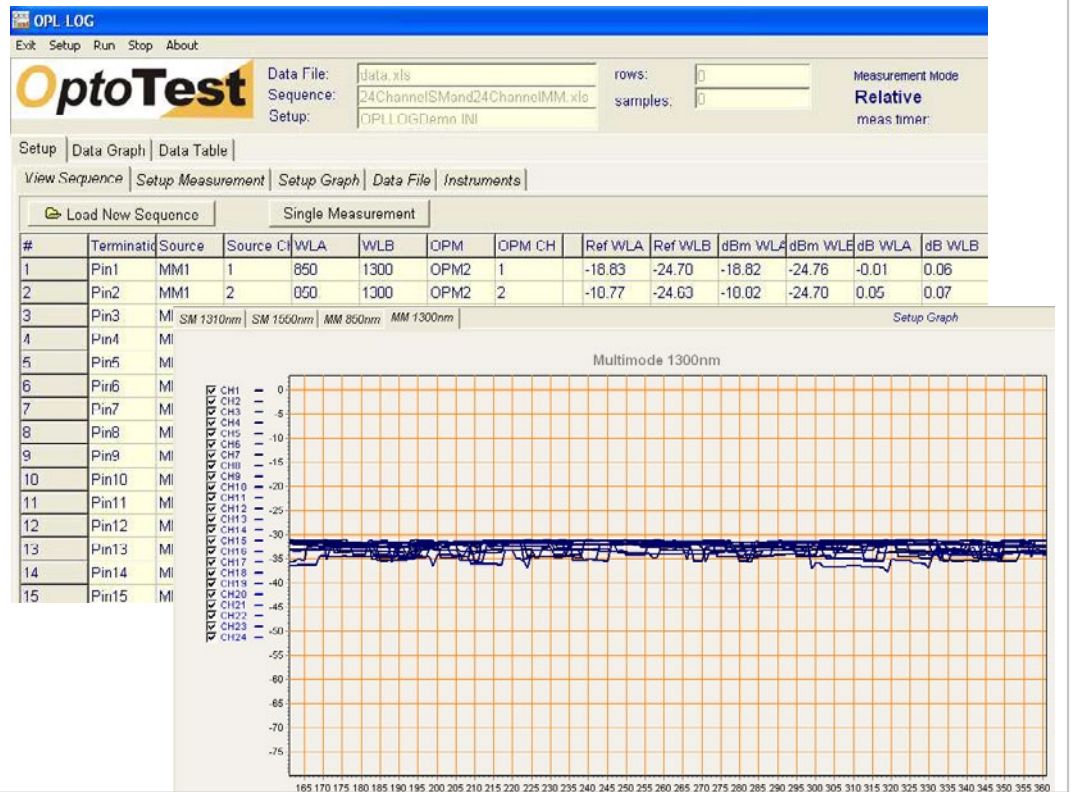 OPL LOG
Exit Setup Run Stop About
OptoTest
Data File: data.xls
Sequence: 24ChannelSMand24ChannelMM.xls
Setup: OPLLOGDemo.INI
rows: 0
samples: 0
Measurement Mode
Relative
meas timer:
Setup Data Graph Data Table
View Sequence Setup Measurement Setup Graph Data File Instruments
Load New Sequence Single Measurement
# Terminatio Source Source CH WLA WLB OPM OPM CH Ref WLA Ref WLB dBm WLA dBm WLB dB WLA dB WLB
1 Pin1 MM1 1 850 1300 OPM2 1 -18.83 -24.70 -18.82 -24.76 -0.01 0.06
2 Pin2 MM1 2 850 1300 OPM2 2 -24.63 -24.70 0.05 0.07
3 Pin3
4 Pin4
5 Pin5
6 Pin6
7 Pin7
8 Pin8
9 Pin9
10 Pin10
11 Pin11
12 Pin12
13 Pin13
14 Pin14
15 Pin15
SM 1310nm SM 1550nm MM 850nm MM 1300nm Setup Graph
Multimode 1300nm
CH1
CH2
CH3
CH4
CH5
CH6
CH7
CH8
CH9
CH10
CH11
CH12
CH13
CH14
CH15
CH16
CH17
CH18
CH19
CH20
CH21
CH22
CH23
CH24
0
-5
-10
-15
-20
-25
-30
-35
-40
-45
-50
-55
-60
-65
-70
-75
165 170 175 180 185 190 195 200 205 210 215 220 225 230 235 240 245 250 255 260 265 270 275 280 285 290 295 300 305 310 315 320 325 330 335 340 345 350 355 360